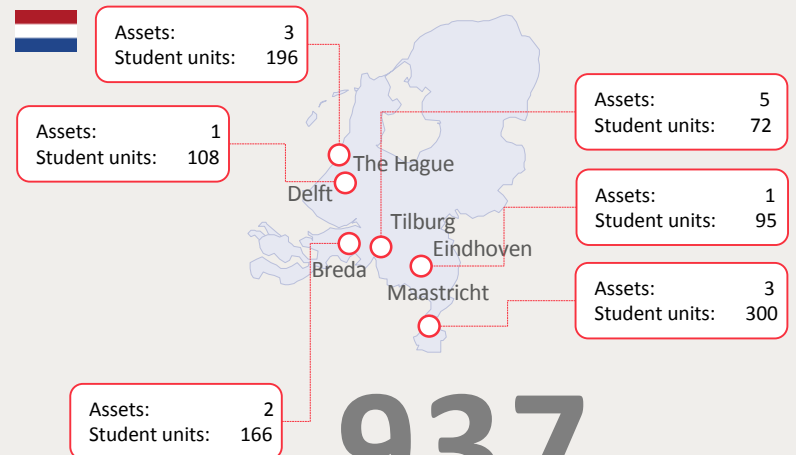 Assets: 3
Student units: 196
Assets: 1
Student units: 108
Assets: 5
Student units: 72
Assets: 1
Student units: 95
Assets: 3
Student units: 300
Assets: 2
Student units: 166
The Hague
Delft
Tilburg
Eindhoven
Breda
Maastricht
937